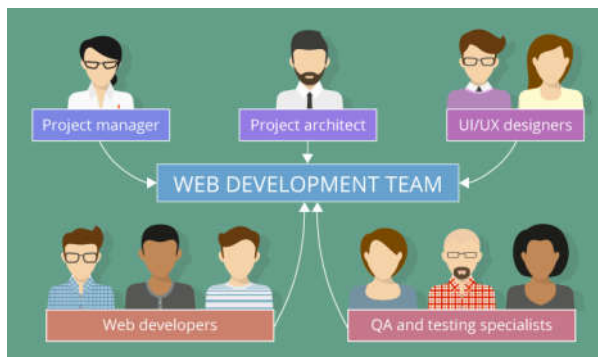 Project manager
Project architect
UI/UX designers
WEB DEVELOPMENT TEAM
Web developers
QA and testing specialists